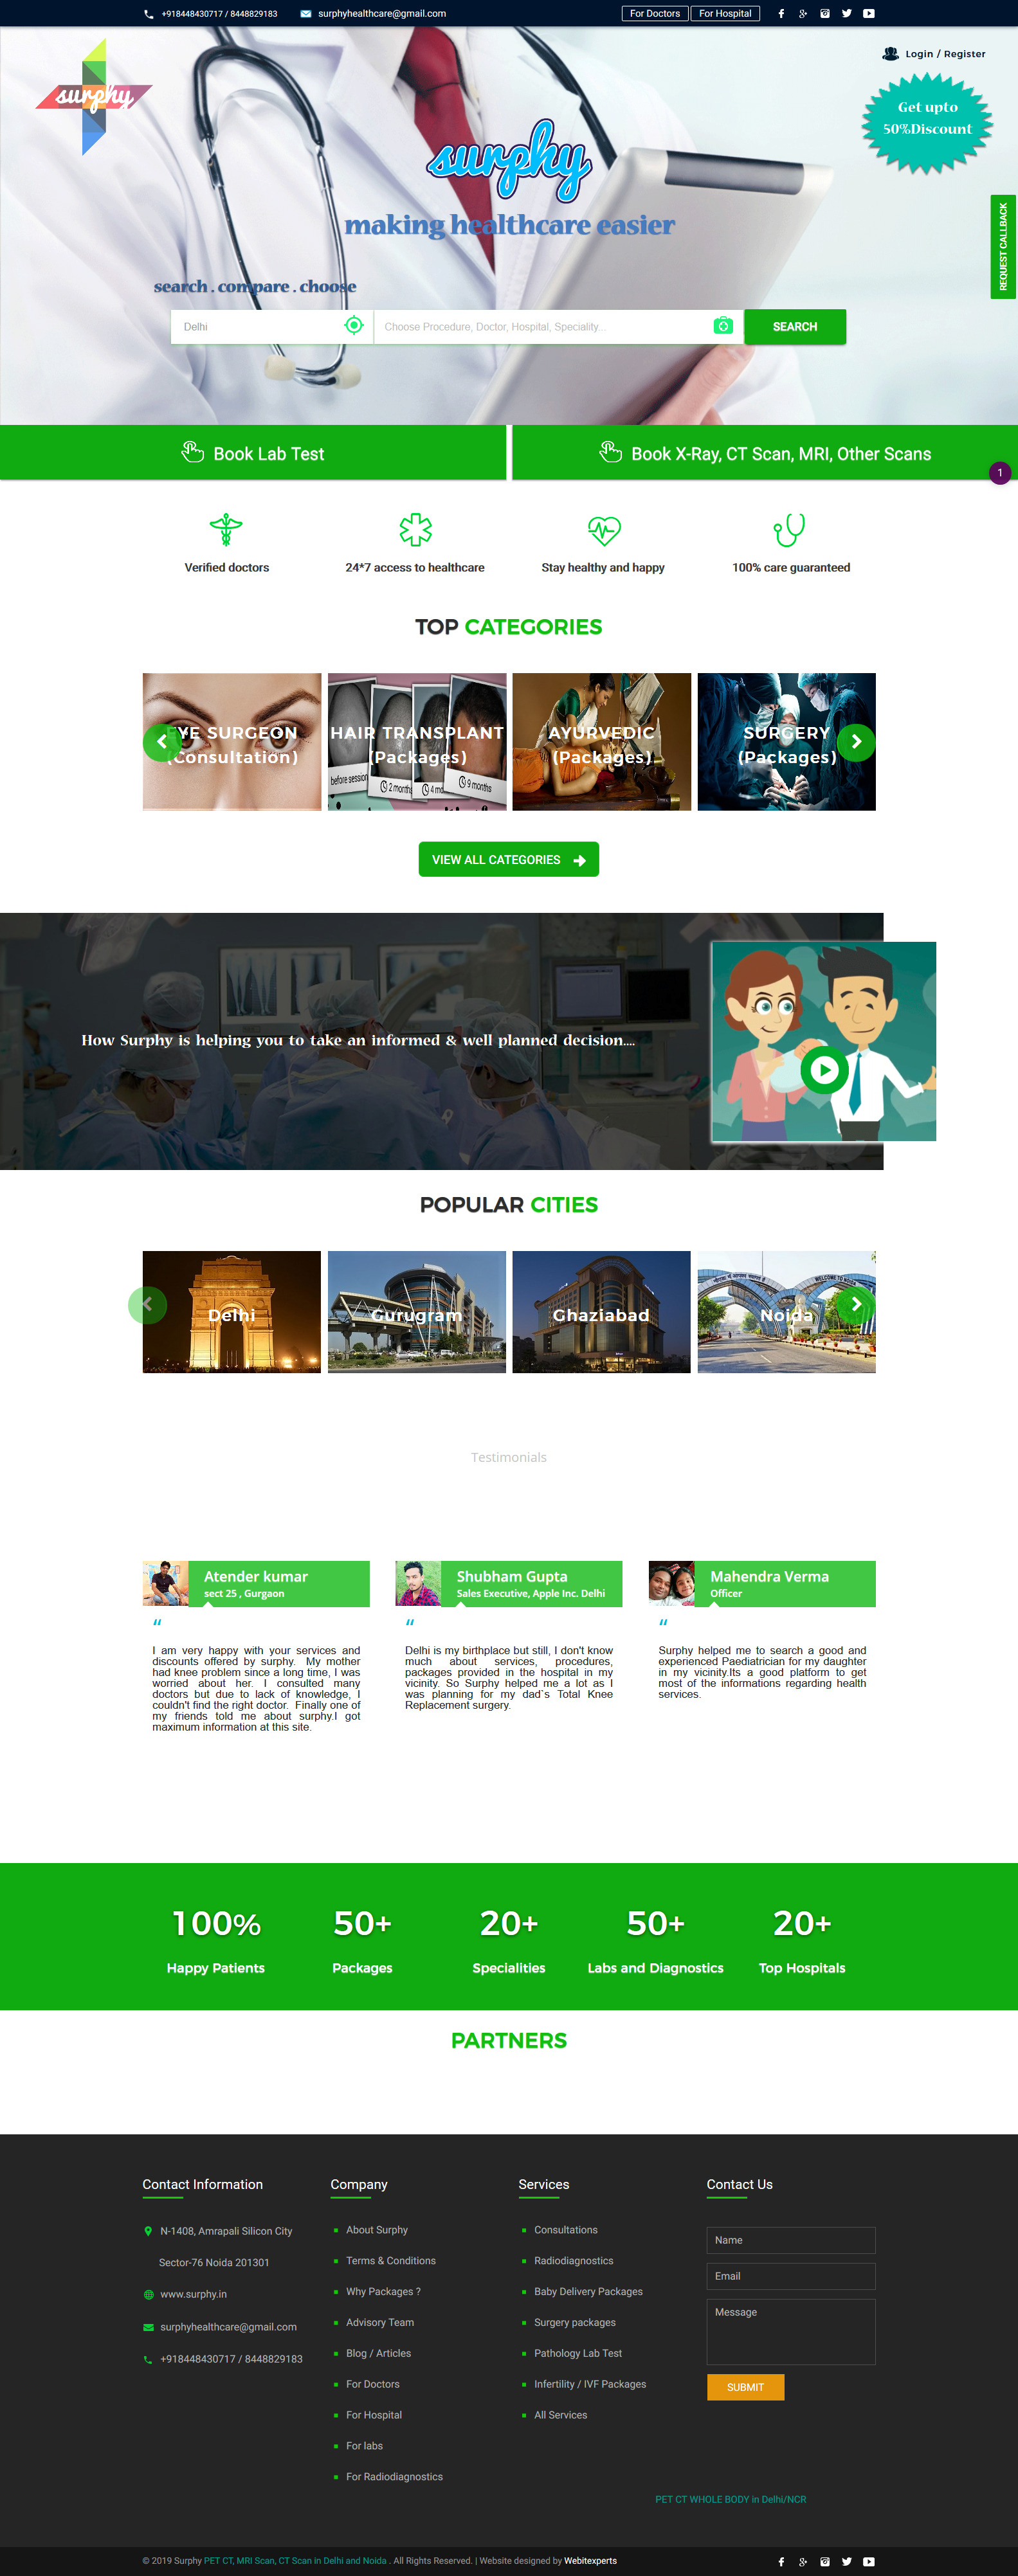 +918448430717 / 8448829183
surphyhealthcare@gmail.com
For Doctors
For Hospital
Login / Register
surphy
Get upto
50%Discount
surphy
making healthcare easier
REQUEST CALLBACK
search . compare . choose
Delhi
Choose Procedure, Doctor, Hospital, Speciality...
SEARCH
Book Lab Test
Book X-Ray, CT Scan, MRI, Other Scans
1
Verified doctors
24*7 access to healthcare
Stay healthy and happy
100% care guaranteed
TOP CATEGORIES
EYE SURGEON
(Consultation)
HAIR TRANSPLANT
(Packages)
before session
2 months
4 mo
9 months
AYURVEDIC
(Packages)
SURGERY
(Packages)
VIEW ALL CATEGORIES
How Surphy is helping you to take an informed & well planned decision....
POPULAR CITIES
Delhi
Gurugram
Ghaziabad
WELCOME TO NOIDA
Noida
Testimonials
Atender kumar
sect 25 , Gurgaon
“
I am very happy with your services and
discounts offered by surphy. My mother
had knee problem since a long time, I was
worried about her. I consulted many
doctors but due to lack of knowledge, I
couldn't find the right doctor. Finally one of
my friends told me about surphy.I got
maximum information at this site.
Shubham Gupta
Sales Executive, Apple Inc. Delhi
“
Delhi is my birthplace but still, I don't know
much about services, procedures,
packages provided in the hospital in my
vicinity. So Surphy helped me a lot as I
was planning for my dad`s Total Knee
Replacement surgery.
Mahendra Verma
Officer
“
Surphy helped me to search a good and
experienced Paediatrician for my daughter
in my vicinity.Its a good platform to get
most of the informations regarding health
services.
100%
Happy Patients
50+
Packages
20+
Specialities
50+
Labs and Diagnostics
20+
Top Hospitals
PARTNERS
Contact Information
N-1408, Amrapali Silicon City
Sector-76 Noida 201301
www.surphy.in
surphyhealthcare@gmail.com
+918448430717 / 8448829183
Company
About Surphy
Terms & Conditions
Why Packages ?
Advisory Team
Blog / Articles
For Doctors
For Hospital
For labs
For Radiodiagnostics
Services
Consultations
Radiodiagnostics
Baby Delivery Packages
Surgery packages
Pathology Lab Test
Infertility / IVF Packages
All Services
Contact Us
Name
Email
Message
SUBMIT
PET CT WHOLE BODY in Delhi/NCR
© 2019 Surphy PET CT, MRI Scan, CT Scan in Delhi and Noida . All Rights Reserved. | Website designed by Webitexperts